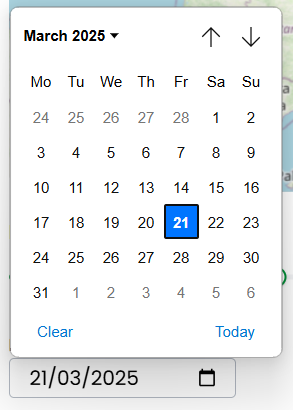 March 2025
Mo Tu We Th Fr Sa Su
24 25 26 27 28 1 2
3 4 5 6 7 8 9
10 11 12 13 14 15 16
17 18 19 20 21 22 23
24 25 26 27 28 29 30
31 1 2 3 4 5 6
Clear Today
21/03/2025